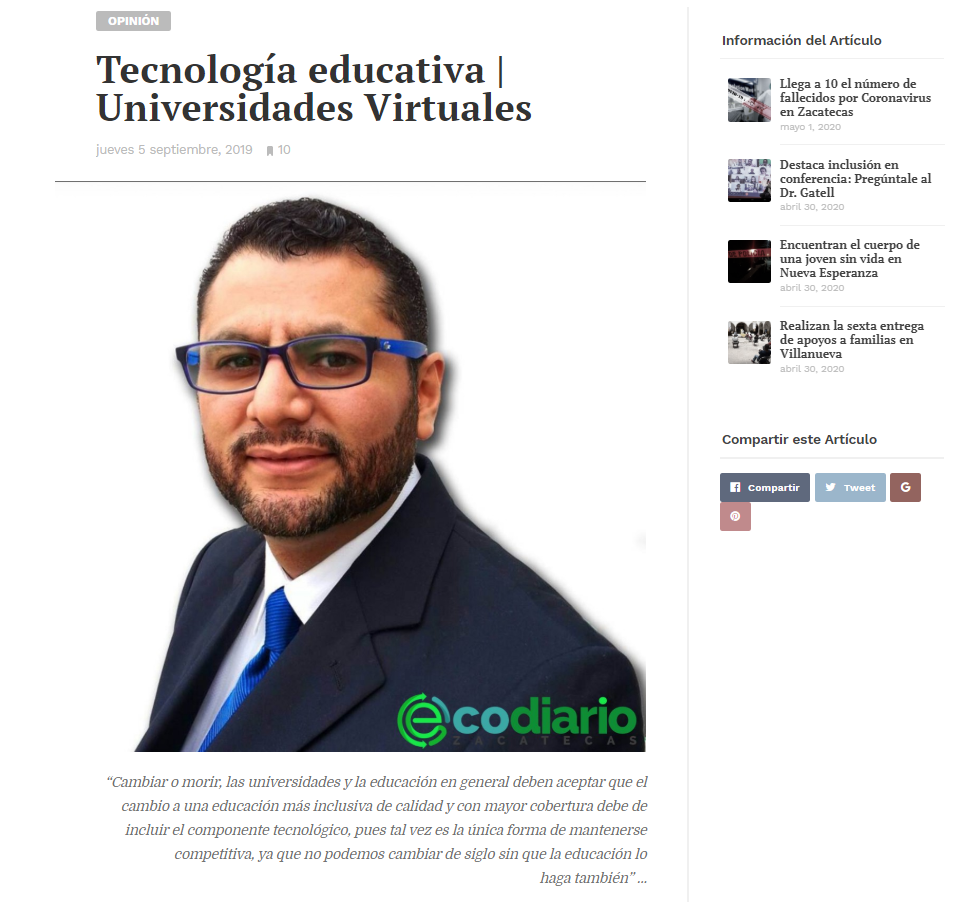 OPINIÓN
Tecnología educativa |
Universidades Virtuales
jueves 5 septiembre, 2019 10
ecodiario
ZACATECAS
“Cambiar o morir, las universidades y la educación en general deben aceptar que el
cambio a una educación más inclusiva de calidad y con mayor cobertura debe de
incluir el componente tecnológico, pues tal vez es la única forma de mantenerse
competitiva, ya que no podemos cambiar de siglo sin que la educación lo
haga también” ...
Información del Artículo
Llega a 10 el número de
fallecidos por Coronavirus
en Zacatecas
mayo 1, 2020
Destaca inclusión en
conferencia: Pregúntale al
Dr. Gatell
abril 30, 2020
Encuentran el cuerpo de
una joven sin vida en
Nueva Esperanza
abril 30, 2020
Realizan la sexta entrega
de apoyos a familias en
Villanueva
abril 30, 2020
Compartir este Artículo
Compartir
Tweet